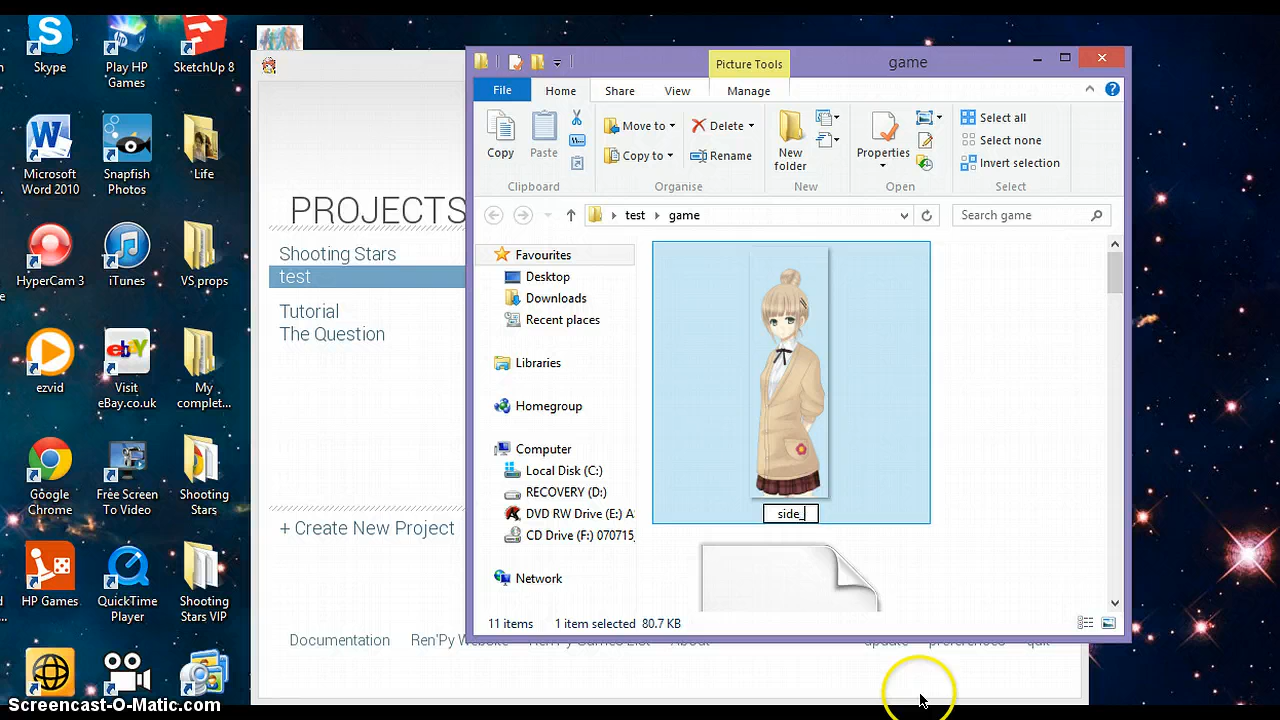 Skype
Play HP
Games
SketchUp 8
Microsoft
Word 2010
Snapfish
Photos
Life
HyperCam 3
iTunes
VS props
ezvid
Visit
eBay.co.uk
My
complet...
Google
Chrome
Free Screen
To Video
Shooting
Stars
HP Games
QuickTime
Player
Shooting
Stars VIP
PROJECTS
Shooting Stars
test
Tutorial
The Question
+ Create New Project
Documentation
Ren'Py Website
Ren'Py Games List
About
update
preferences
quit
Picture Tools
game
File
Home
Share
View
Manage
Copy
Paste
Clipboard
Move to
Copy to
Delete
Rename
Organise
New
folder
New
Properties
Open
Select all
Select none
Invert selection
Select
test
game
Search game
Favourites
Desktop
Downloads
Recent places
Libraries
Homegroup
Computer
Local Disk (C:)
RECOVERY (D:)
DVD RW Drive (E:) A
CD Drive (F:) 070715
Network
side_
11 items
1 item selected 80.7 KB
ebY
Screencast-O-Matic.com